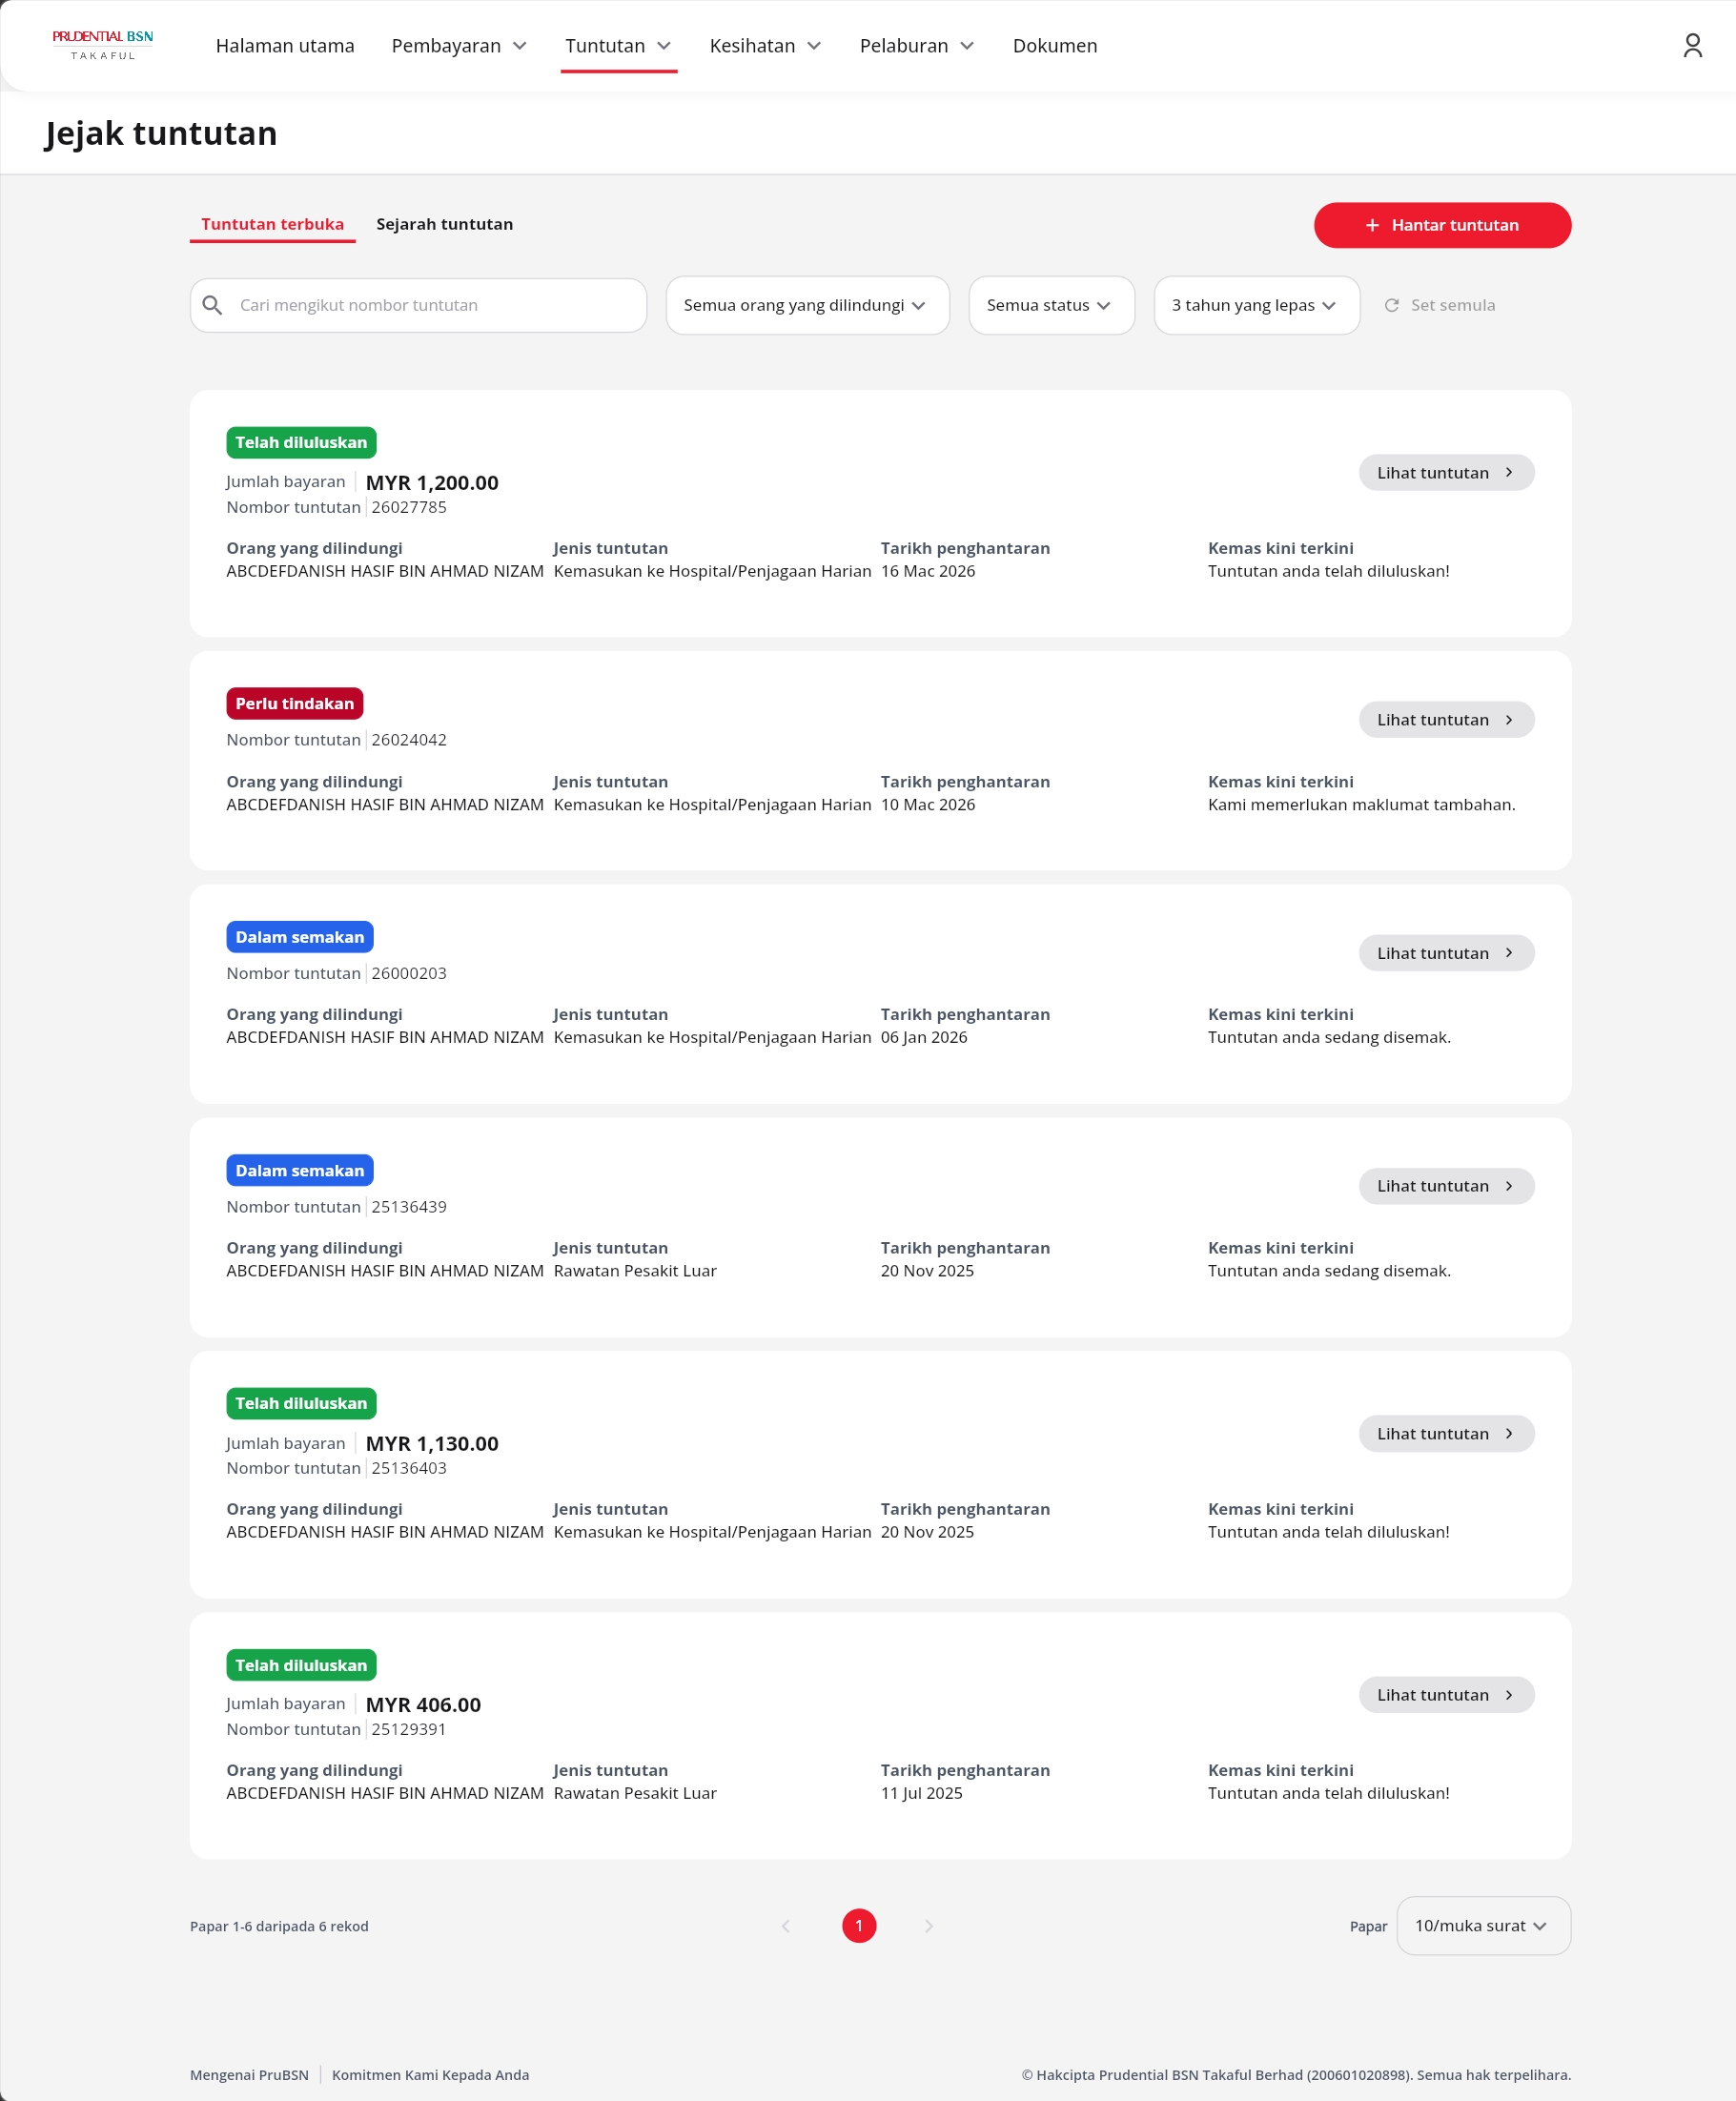 PRUDENTIAL BSN
TAKAFUL
Halaman utama
Pembayaran
Tuntutan
Kesihatan
Pelaburan
Dokumen
Jejak tuntutan
Tuntutan terbuka
Sejarah tuntutan
Hantar tuntutan
Cari mengikut nombor tuntutan
Semua orang yang dilindungi
Semua status
3 tahun yang lepas
Set semula
Telah diluluskan
Jumlah bayaran MYR 1,200.00
Nombor tuntutan 26027785
Lihat tuntutan
Orang yang dilindungi Jenis tuntutan Tarikh penghantaran Kemas kini terkini
ABCDEFDANISH HASIF BIN AHMAD NIZAM Kemasukan ke Hospital/Penjagaan Harian 16 Mac 2026 Tuntutan anda telah diluluskan!
Perlu tindakan
Nombor tuntutan 26024042
Lihat tuntutan
Orang yang dilindungi Jenis tuntutan Tarikh penghantaran Kemas kini terkini
ABCDEFDANISH HASIF BIN AHMAD NIZAM Kemasukan ke Hospital/Penjagaan Harian 10 Mac 2026 Kami memerlukan maklumat tambahan.
Dalam semakan
Nombor tuntutan 26000203
Lihat tuntutan
Orang yang dilindungi Jenis tuntutan Tarikh penghantaran Kemas kini terkini
ABCDEFDANISH HASIF BIN AHMAD NIZAM Kemasukan ke Hospital/Penjagaan Harian 06 Jan 2026 Tuntutan anda sedang disemak.
Dalam semakan
Nombor tuntutan 25136439
Lihat tuntutan
Orang yang dilindungi Jenis tuntutan Tarikh penghantaran Kemas kini terkini
ABCDEFDANISH HASIF BIN AHMAD NIZAM Rawatan Pesakit Luar 20 Nov 2025 Tuntutan anda sedang disemak.
Telah diluluskan
Jumlah bayaran MYR 1,130.00
Nombor tuntutan 25136403
Lihat tuntutan
Orang yang dilindungi Jenis tuntutan Tarikh penghantaran Kemas kini terkini
ABCDEFDANISH HASIF BIN AHMAD NIZAM Kemasukan ke Hospital/Penjagaan Harian 20 Nov 2025 Tuntutan anda telah diluluskan!
Telah diluluskan
Jumlah bayaran MYR 406.00
Nombor tuntutan 25129391
Lihat tuntutan
Orang yang dilindungi Jenis tuntutan Tarikh penghantaran Kemas kini terkini
ABCDEFDANISH HASIF BIN AHMAD NIZAM Rawatan Pesakit Luar 11 Jul 2025 Tuntutan anda telah diluluskan!
Papar 1-6 daripada 6 rekod
1
Papar 10/muka surat
Mengenai PruBSN
Komitmen Kami Kepada Anda
© Hakcipta Prudential BSN Takaful Berhad (200601020898). Semua hak terpelihara.